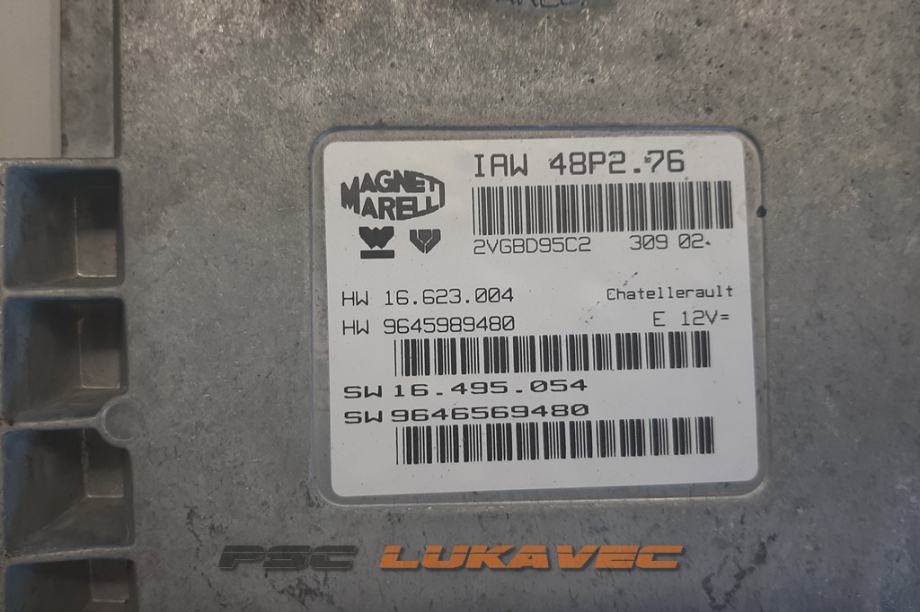 IAW 48P2.76
MAGNETI
MARELLI
2VGBD95C2 309 02
HW 16.623.004 Chatellerault
HW 9645989480 E 12V=
SW 16.495.054
SW 9646569480
PSC LUKAVEC